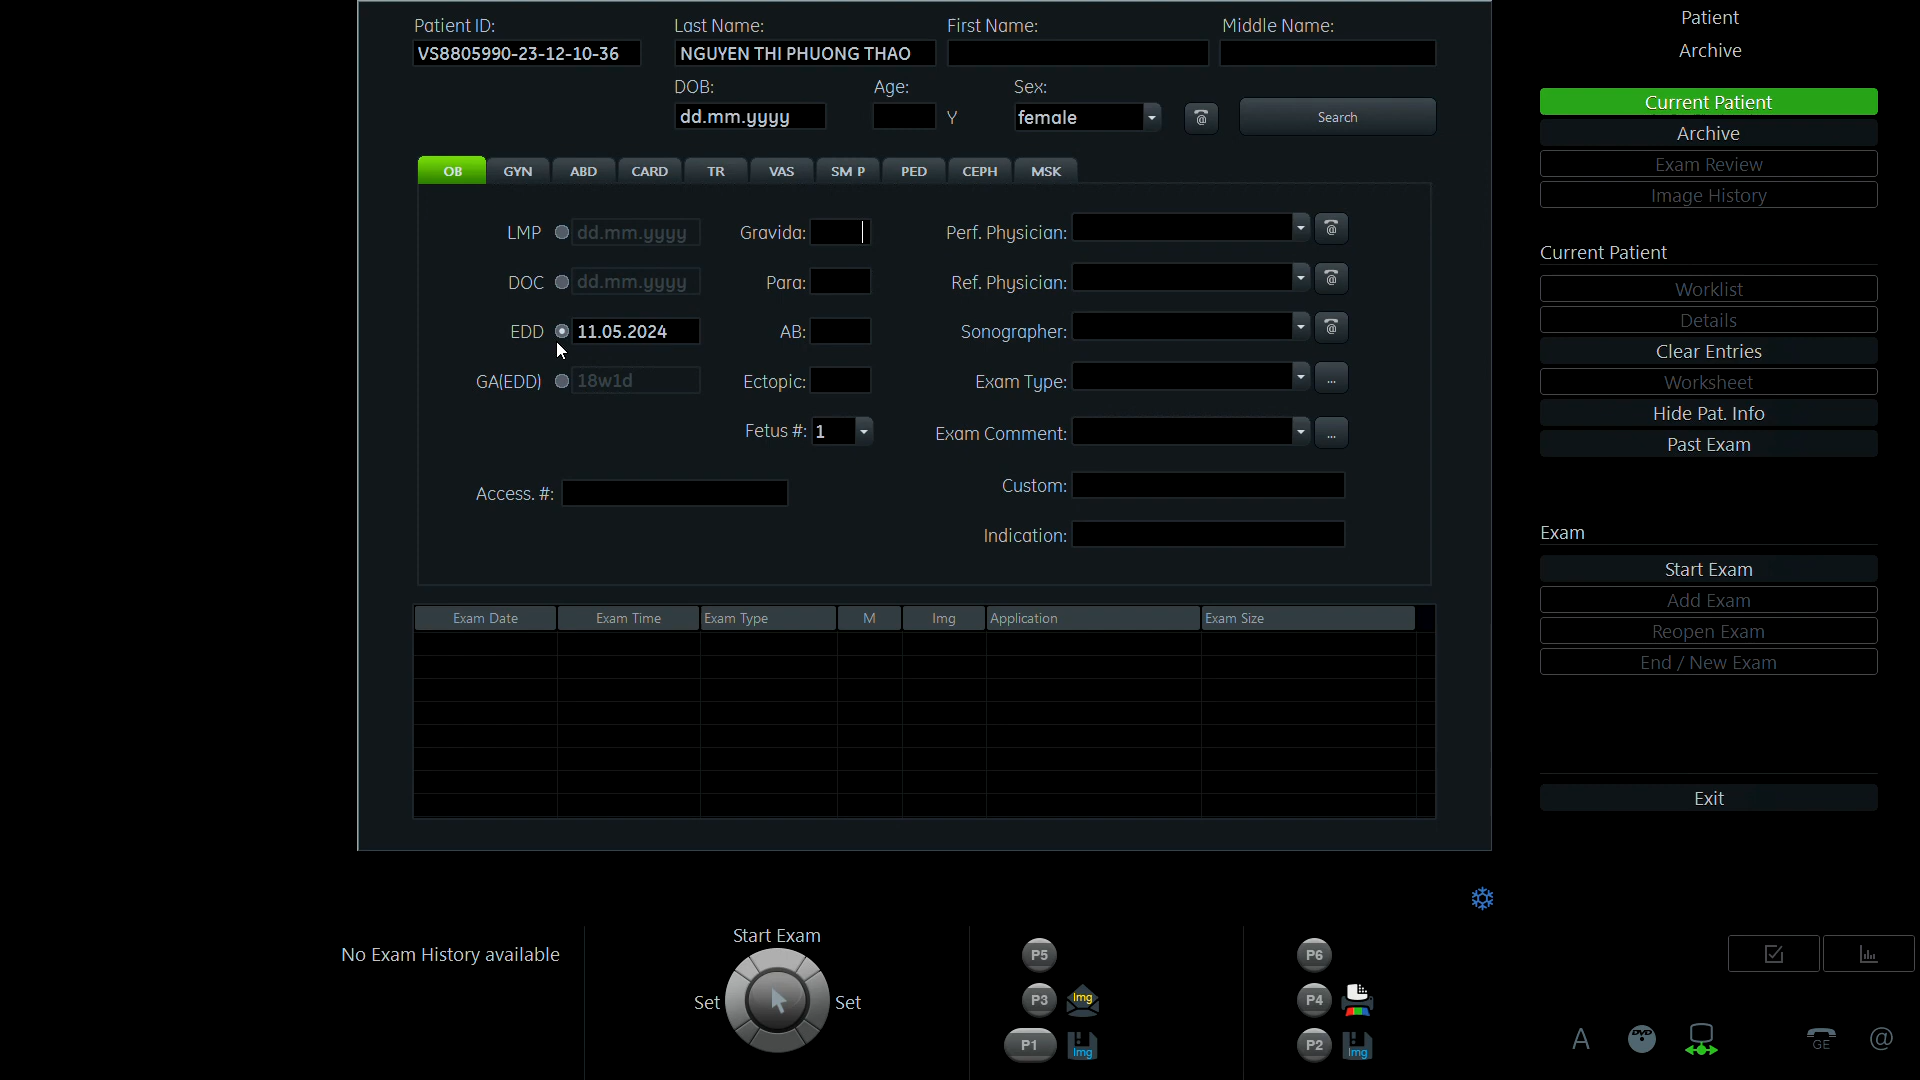 Patient ID: Last Name: First Name: Middle Name:
VS8805990-23-12-10-36 NGUYEN THI PHUONG THAO
DOB: Age: Sex:
dd.mm.yyyy Y female Search
OB GYN ABD CARD TR VAS SM P PED CEPH MSK
LMP dd.mm.yyyy Gravida: Perf. Physician:
DOC dd.mm.yyyy Para: Ref. Physician:
EDD 11.05.2024 AB: Sonographer:
GA(EDD) 18w1d Ectopic: Exam Type: ...
Fetus #: 1 Exam Comment: ...
Custom:
Access. #:
Indication:
Exam Date Exam Time Exam Type M Img Application Exam Size
Patient
Archive
Current Patient
Archive
Exam Review
Image History
Current Patient
Worklist
Details
Clear Entries
Worksheet
Hide Pat. Info
Past Exam
Exam
Start Exam
Add Exam
Reopen Exam
End / New Exam
Exit
No Exam History available
Start Exam
Set Set
P5 P6
P3 Img P4
P1 Img P2 Img
A DVD GE @